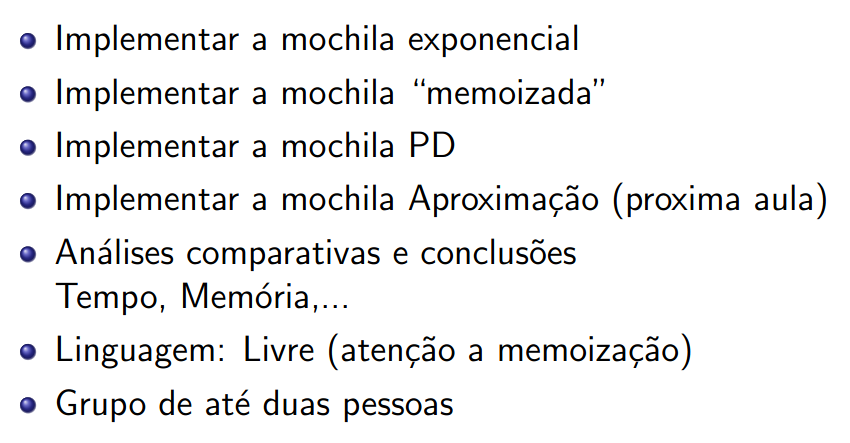 Implementar a mochila exponencial
Implementar a mochila “memoizada”
Implementar a mochila PD
Implementar a mochila Aproximação (proxima aula)
Análises comparativas e conclusões
Tempo, Memória,...
Linguagem: Livre (atenção a memoização)
Grupo de até duas pessoas